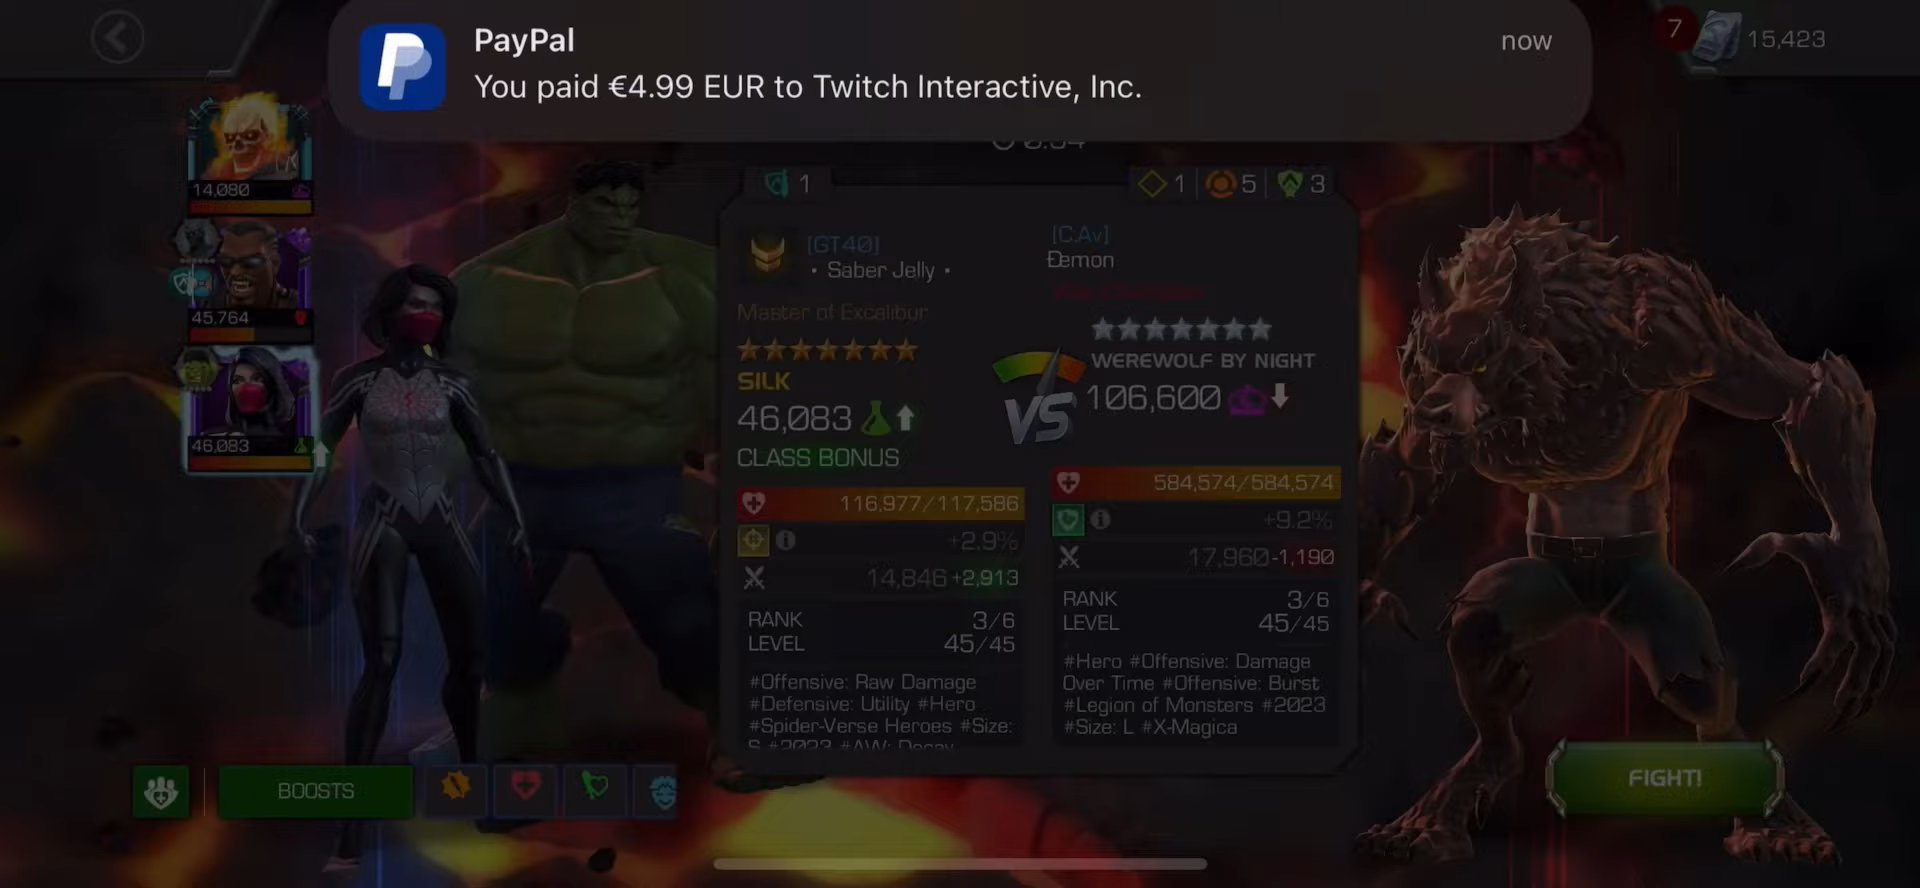 PayPal
now
You paid €4.99 EUR to Twitch Interactive, Inc.
7
15,423
14,080
45,764
46,083
1
1
5
3
[GT40]
• Saber Jelly •
Master of Excalibur
SILK
46,083
CLASS BONUS
116,977/117,586
+2.9%
14,846+2,913
RANK 3/6
LEVEL 45/45
#Offensive: Raw Damage
#Defensive: Utility #Hero
#Spider-Verse Heroes #Size:
S #2023 #AW: Decay
VS
[C.Av]
Đemon
WEREWOLF BY NIGHT
106,600
584,574/584,574
+9.2%
17,960-1,190
RANK 3/6
LEVEL 45/45
#Hero #Offensive: Damage
Over Time #Offensive: Burst
#Legion of Monsters #2023
#Size: L #X-Magica
BOOSTS
FIGHT!